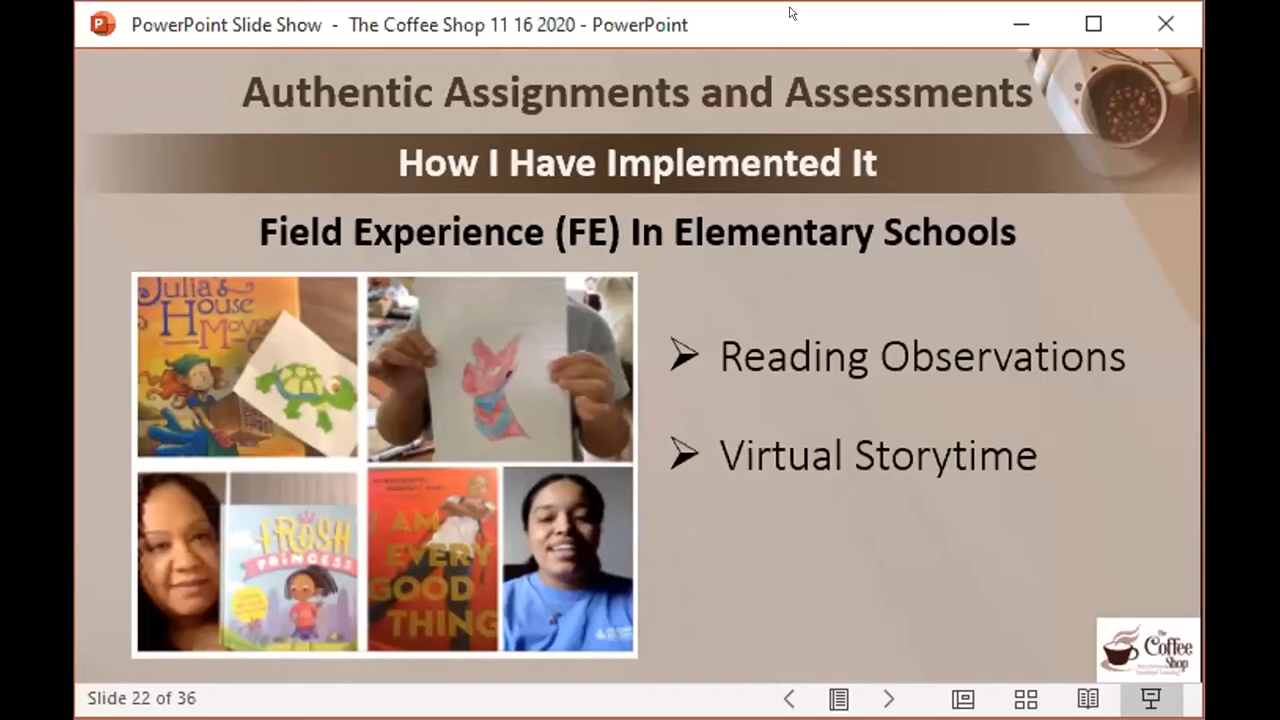 PowerPoint Slide Show - The Coffee Shop 11 16 2020 - PowerPoint
Authentic Assignments and Assessments
How I Have Implemented It
Field Experience (FE) In Elementary Schools
Julia's
House
Move
Reading Observations
Virtual Storytime
FROSH
PRINCESS
I AM
EVERY
GOOD
THING
The
Coffee
Shop
Slide 22 of 36